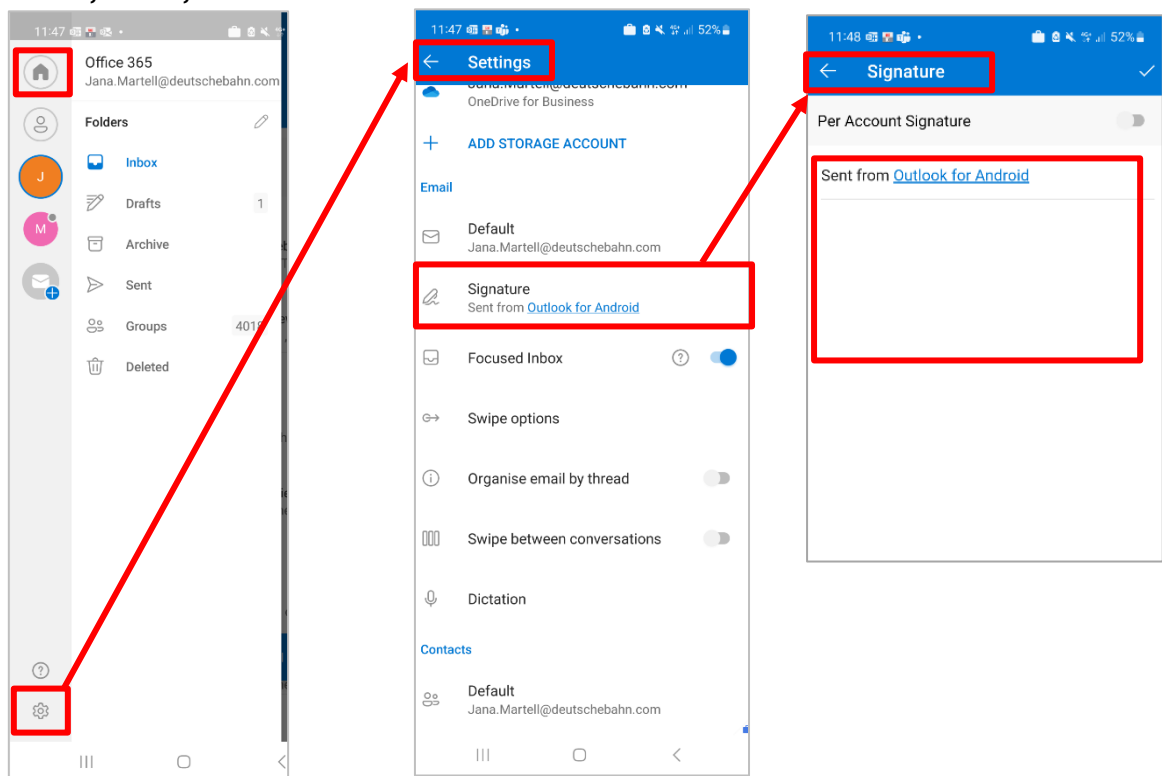 11:47
Office 365
Jana.Martell@deutschebahn.com
Folders
Inbox
J
Drafts 1
M
Archive
Sent
Groups
Deleted
11:47 52%
Settings
OneDrive for Business
ADD STORAGE ACCOUNT
Email
Default
Jana.Martell@deutschebahn.com
Signature
Sent from Outlook for Android
Focused Inbox
Swipe options
Organise email by thread
Swipe between conversations
Dictation
Contacts
Default
Jana.Martell@deutschebahn.com
11:48 52%
Signature
Per Account Signature
Sent from Outlook for Android